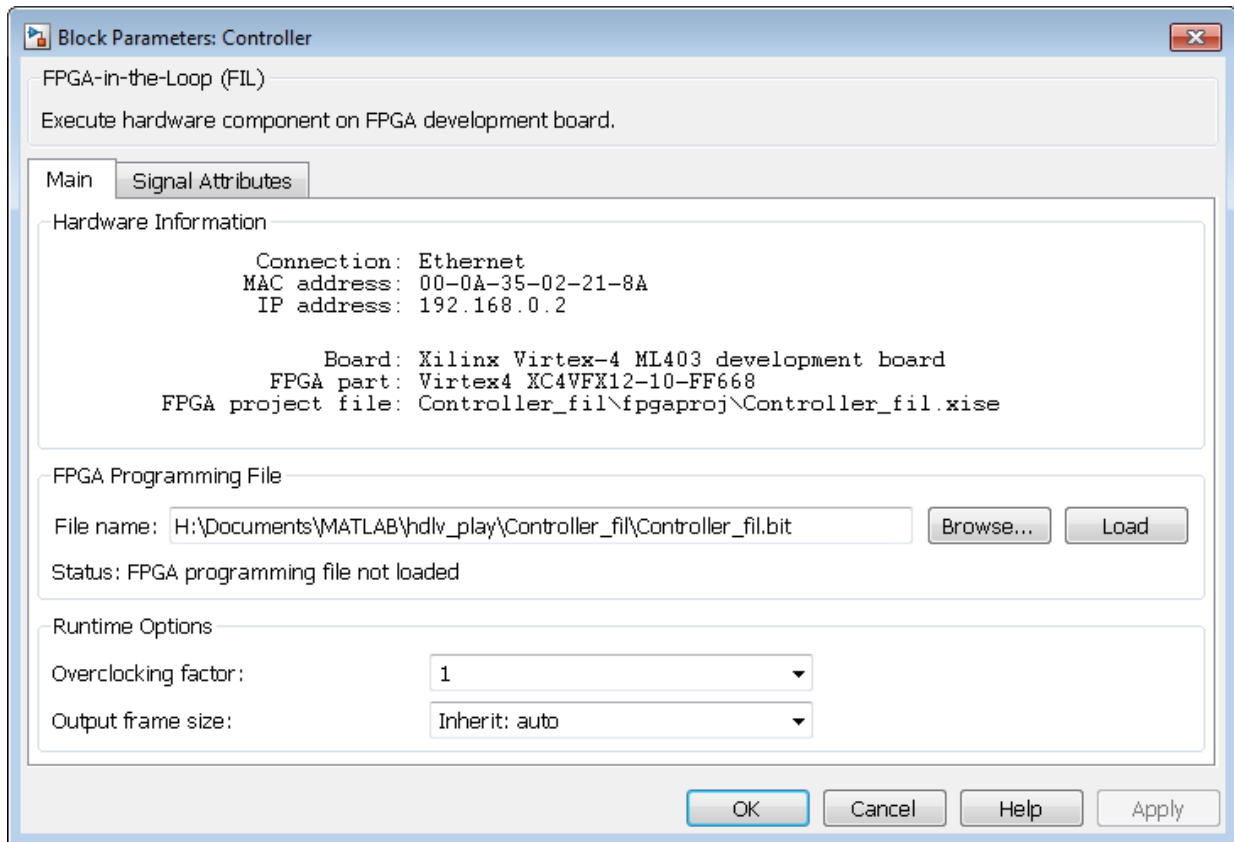 Block Parameters: Controller
FPGA-in-the-Loop (FIL)
Execute hardware component on FPGA development board.
Main Signal Attributes
Hardware Information
Connection: Ethernet
MAC address: 00-0A-35-02-21-8A
IP address: 192.168.0.2
Board: Xilinx Virtex-4 ML403 development board
FPGA part: Virtex4 XC4VFX12-10-FF668
FPGA project file: Controller_fil\fpgaproj\Controller_fil.xise
FPGA Programming File
File name: H:\Documents\MATLAB\hdlv_play\Controller_fil\Controller_fil.bit Browse... Load
Status: FPGA programming file not loaded
Runtime Options
Overclocking factor: 1
Output frame size: Inherit: auto
OK Cancel Help Apply